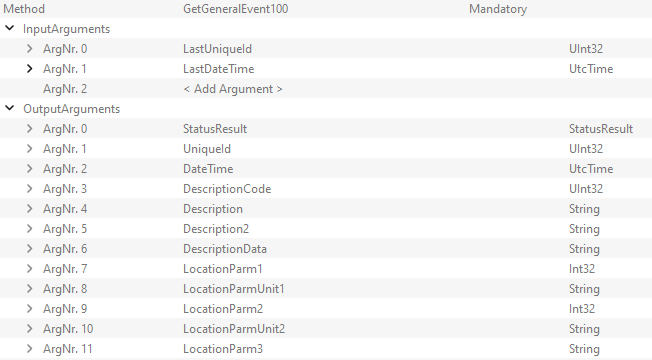 Method GetGeneralEvent100 Mandatory
InputArguments
ArgNr. 0 LastUniqueId UInt32
ArgNr. 1 LastDateTime UtcTime
ArgNr. 2 < Add Argument >
OutputArguments
ArgNr. 0 StatusResult StatusResult
ArgNr. 1 UniqueId UInt32
ArgNr. 2 DateTime UtcTime
ArgNr. 3 DescriptionCode UInt32
ArgNr. 4 Description String
ArgNr. 5 Description2 String
ArgNr. 6 DescriptionData String
ArgNr. 7 LocationParm1 Int32
ArgNr. 8 LocationParmUnit1 String
ArgNr. 9 LocationParm2 Int32
ArgNr. 10 LocationParmUnit2 String
ArgNr. 11 LocationParm3 String